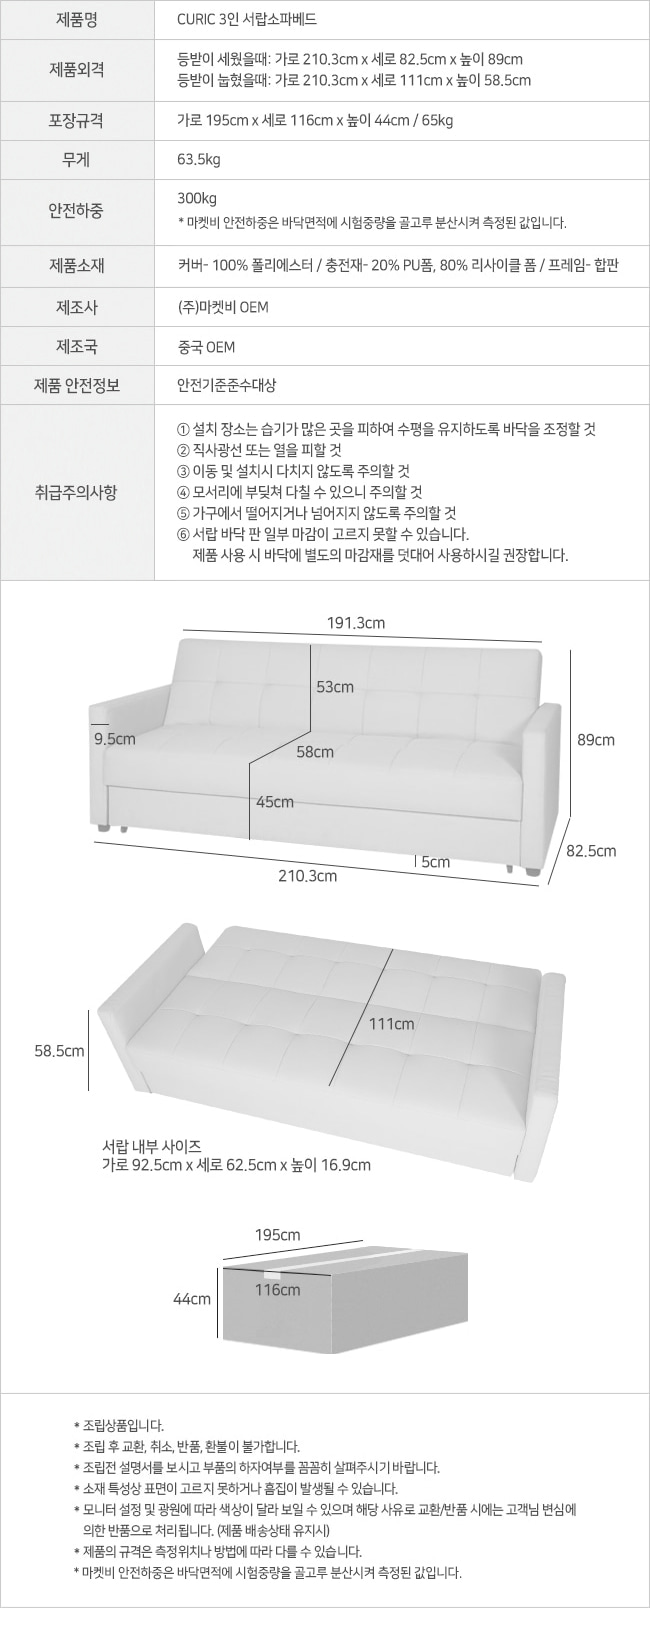 제품명
CURIC 3인 서랍소파베드
제품외격
등받이 세웠을때: 가로 210.3cm x 세로 82.5cm x 높이 89cm
등받이 눕혔을때: 가로 210.3cm x 세로 111cm x 높이 58.5cm
포장규격
가로 195cm x 세로 116cm x 높이 44cm / 65kg
무게
63.5kg
안전하중
300kg
* 마켓비 안전하중은 바닥면적에 시험중량을 골고루 분산시켜 측정된 값입니다.
제품소재
커버- 100% 폴리에스터 / 충전재- 20% PU폼, 80% 리사이클 폼 / 프레임- 합판
제조사
(주)마켓비 OEM
제조국
중국 OEM
제품 안전정보
안전기준준수대상
취급주의사항
① 설치 장소는 습기가 많은 곳을 피하여 수평을 유지하도록 바닥을 조정할 것
② 직사광선 또는 열을 피할 것
③ 이동 및 설치시 다치지 않도록 주의할 것
④ 모서리에 부딪쳐 다칠 수 있으니 주의할 것
⑤ 가구에서 떨어지거나 넘어지지 않도록 주의할 것
⑥ 서랍 바닥 판 일부 마감이 고르지 못할 수 있습니다.
제품 사용 시 바닥에 별도의 마감재를 덧대어 사용하시길 권장합니다.
191.3cm
53cm
9.5cm
58cm
89cm
45cm
82.5cm
5cm
210.3cm
111cm
58.5cm
서랍 내부 사이즈
가로 92.5cm x 세로 62.5cm x 높이 16.9cm
195cm
116cm
44cm
* 조립상품입니다.
* 조립 후 교환, 취소, 반품, 환불이 불가합니다.
* 조립전 설명서를 보시고 부품의 하자여부를 꼼꼼히 살펴주시기 바랍니다.
* 소재 특성상 표면이 고르지 못하거나 흠집이 발생될 수 있습니다.
* 모니터 설정 및 광원에 따라 색상이 달라 보일 수 있으며 해당 사유로 교환/반품 시에는 고객님 변심에
의한 반품으로 처리됩니다. (제품 배송상태 유지시)
* 제품의 규격은 측정위치나 방법에 따라 다를 수 있습니다.
* 마켓비 안전하중은 바닥면적에 시험중량을 골고루 분산시켜 측정된 값입니다.